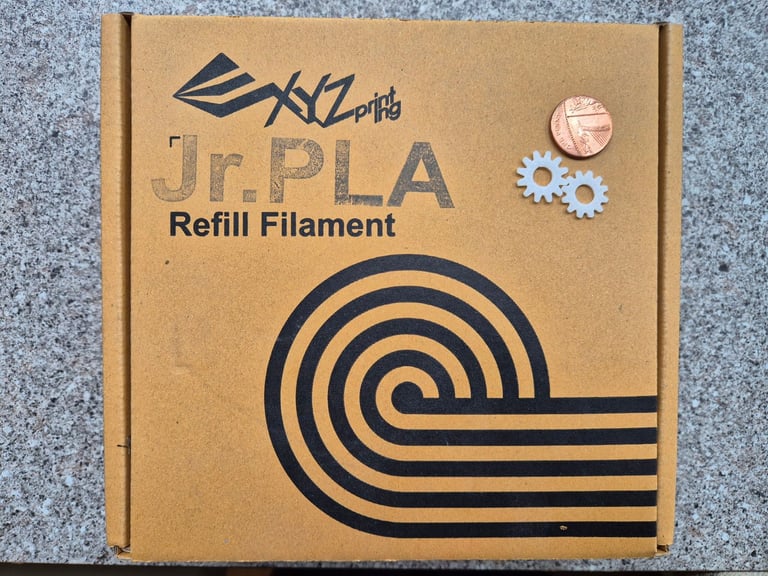 XYZprinting
Jr.PLA
Refill Filament